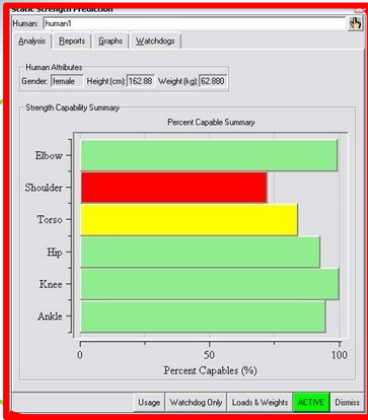 Static Strength Prediction
Human: human1
Analysis Reports Graphs Watchdogs
Human Attributes
Gender: female Height(cm): 162.88 Weight(kg): 62.880
Strength Capability Summary
Percent Capable Summary
Elbow
Shoulder
Torso
Hip
Knee
Ankle
0 50 100
Percent Capables (%)
Usage Watchdog Only Loads & Weights ACTIVE Dismiss